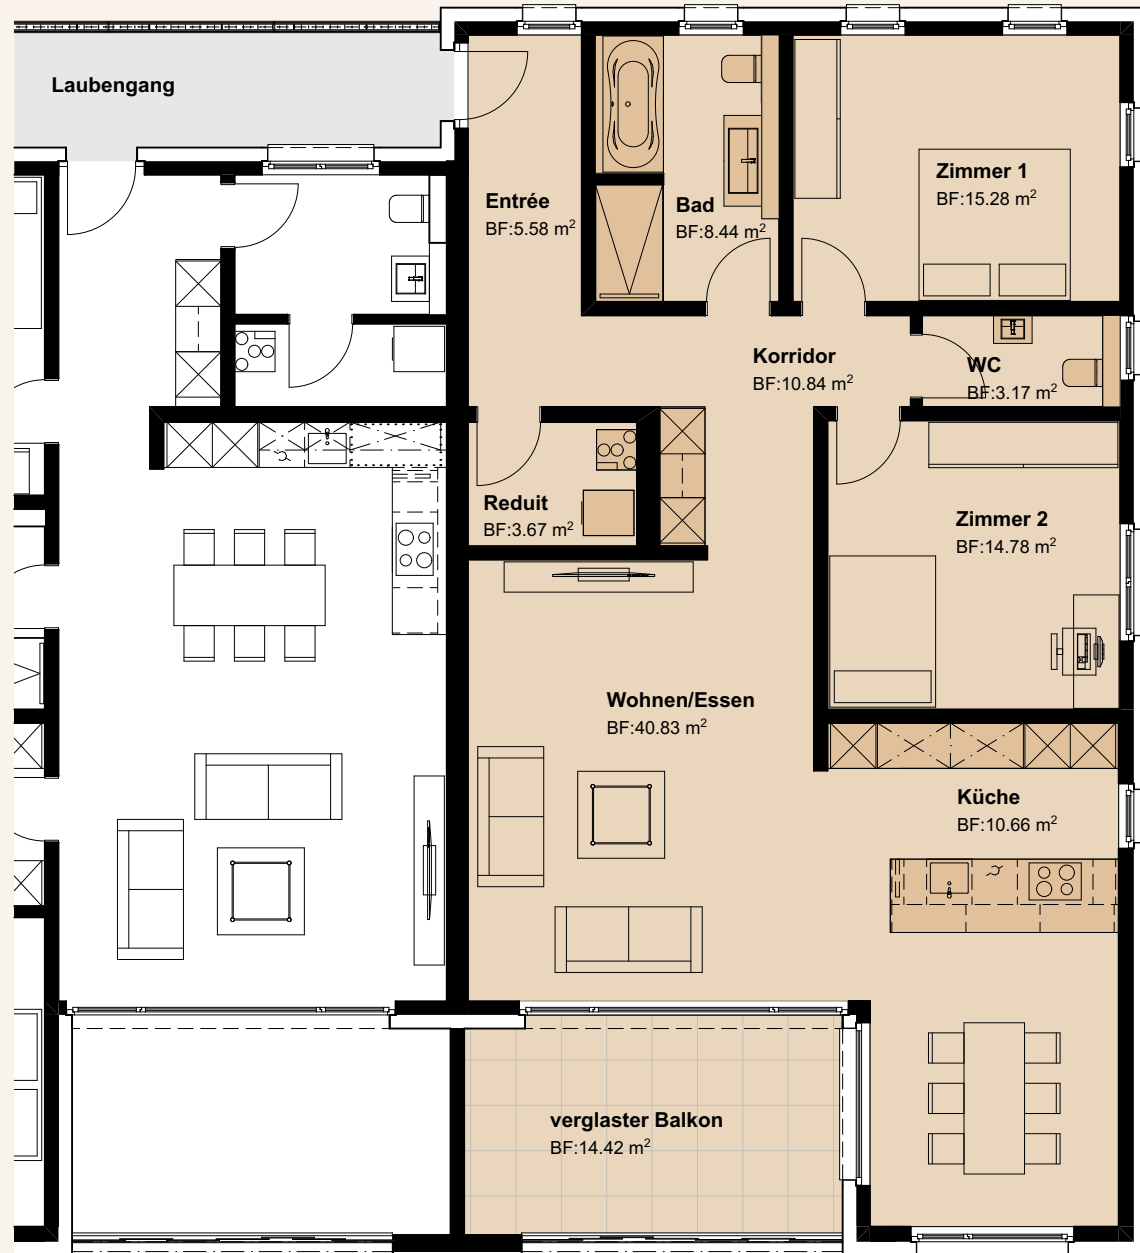 Laubengang
Entrée
BF:5.58 m²
Bad
BF:8.44 m²
Zimmer 1
BF:15.28 m²
Korridor
BF:10.84 m²
WC
BF:3.17 m²
Reduit
BF:3.67 m²
Zimmer 2
BF:14.78 m²
Wohnen/Essen
BF:40.83 m²
Küche
BF:10.66 m²
verglaster Balkon
BF:14.42 m²